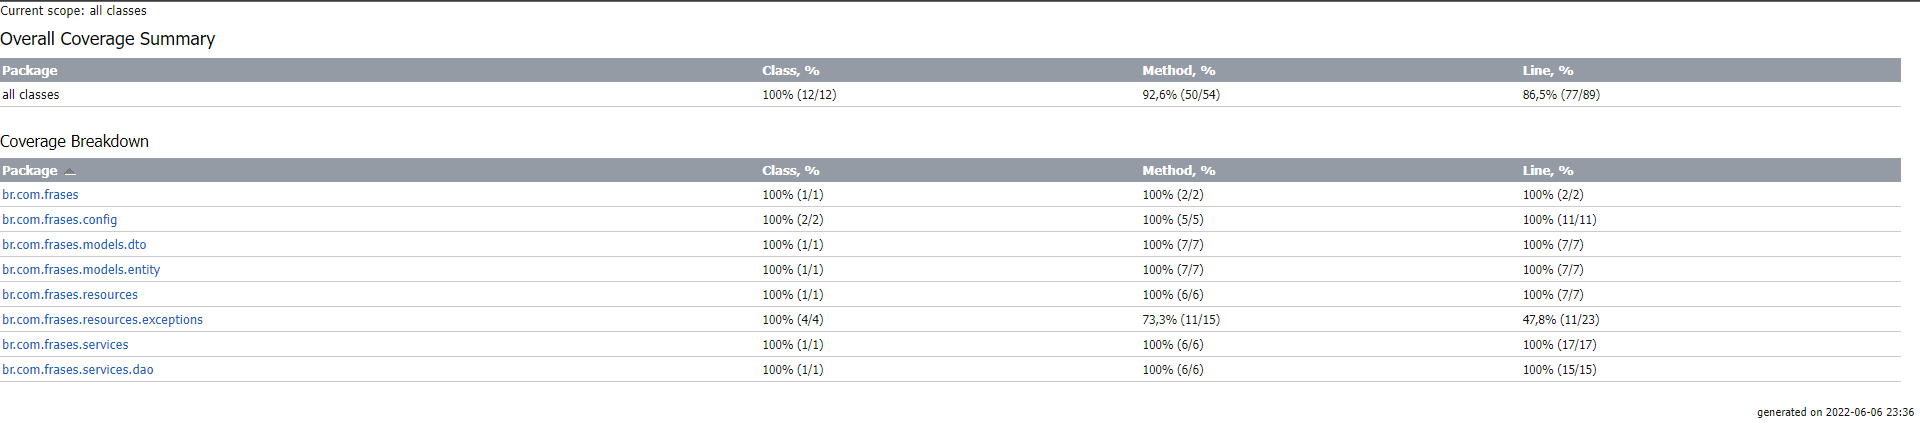 Current scope: all classes
Overall Coverage Summary
Package Class, % Method, % Line, %
all classes 100% (12/12) 92,6% (50/54) 86,5% (77/89)
Coverage Breakdown
Package Class, % Method, % Line, %
br.com.frases 100% (1/1) 100% (2/2) 100% (2/2)
br.com.frases.config 100% (2/2) 100% (5/5) 100% (11/11)
br.com.frases.models.dto 100% (1/1) 100% (7/7) 100% (7/7)
br.com.frases.models.entity 100% (1/1) 100% (7/7) 100% (7/7)
br.com.frases.resources 100% (1/1) 100% (6/6) 100% (7/7)
br.com.frases.resources.exceptions 100% (4/4) 73,3% (11/15) 47,8% (11/23)
br.com.frases.services 100% (1/1) 100% (6/6) 100% (17/17)
br.com.frases.services.dao 100% (1/1) 100% (6/6) 100% (15/15)
generated on 2022-06-06 23:36